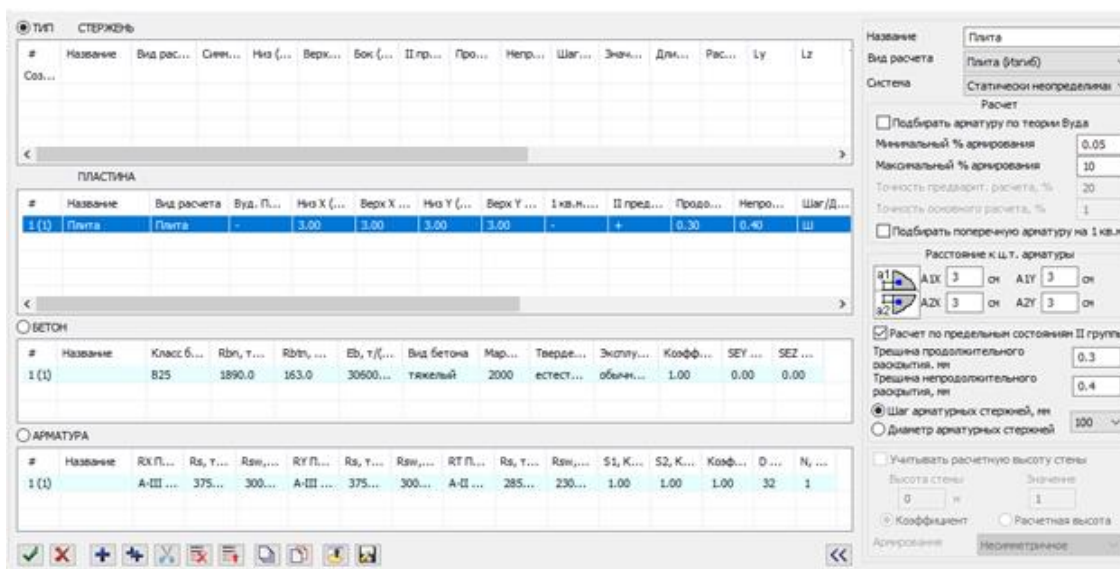 ТИП СТЕРЖЕНЬ
# Название Вид рас... Сим... Низ (... Верх... Бок (... II пр... Про... Непр... Шаг... Знач... Дли... Рас... Ly Lz
Соз...
ПЛАСТИНА
# Название Вид расчета Вуд. П... Низ X (... Верх X ... Низ Y (... Верх Y ... 1 кв.м.... II пред... Продо... Непро... Шаг/Д...
1 (1) Плита Плита - 3.00 3.00 3.00 3.00 - + 0.30 0.40 Ш
БЕТОН
# Название Класс б... Rbn, т... Rbtn, ... Eb, т/(... Вид бетона Мар... Тверде... Эксплу... Коэфф... SEY ... SEZ ...
1 (1) B25 1890.0 163.0 30600... тяжелый 2000 естест... обычн... 1.00 0.00 0.00
АРМАТУРА
# Название RX П... Rs, т... Rsw,... RY П... Rs, т... Rsw,... RT П... Rs, т... Rsw,... S1, К... S2, К... Коэф... D ... N, ...
1 (1) A-III ... 375... 300... A-III ... 375... 300... A-II ... 285... 230... 1.00 1.00 1.00 32 1
Название Плита
Вид расчета Плита (Изгиб)
Система Статически неопределимая
Расчет
Подбирать арматуру по теории Вуда
Минимальный % армирования 0.05
Максимальный % армирования 10
Точность предварит. расчета, % 20
Точность основного расчета, % 1
Подбирать поперечную арматуру на 1 кв.м
Расстояние к ц.т. арматуры
a1 A1X 3 см A1Y 3 см
a2 A2X 3 см A2Y 3 см
Расчет по предельным состояниям II группы
Трещина продолжительного
раскрытия, мм 0.3
Трещина непродолжительного
раскрытия, мм 0.4
Шаг арматурных стержней, мм 100
Диаметр арматурных стержней
Учитывать расчетную высоту стены
Высота стены Значение
0 м 1
Коэффициент Расчетная высота
Армирование Несимметричное